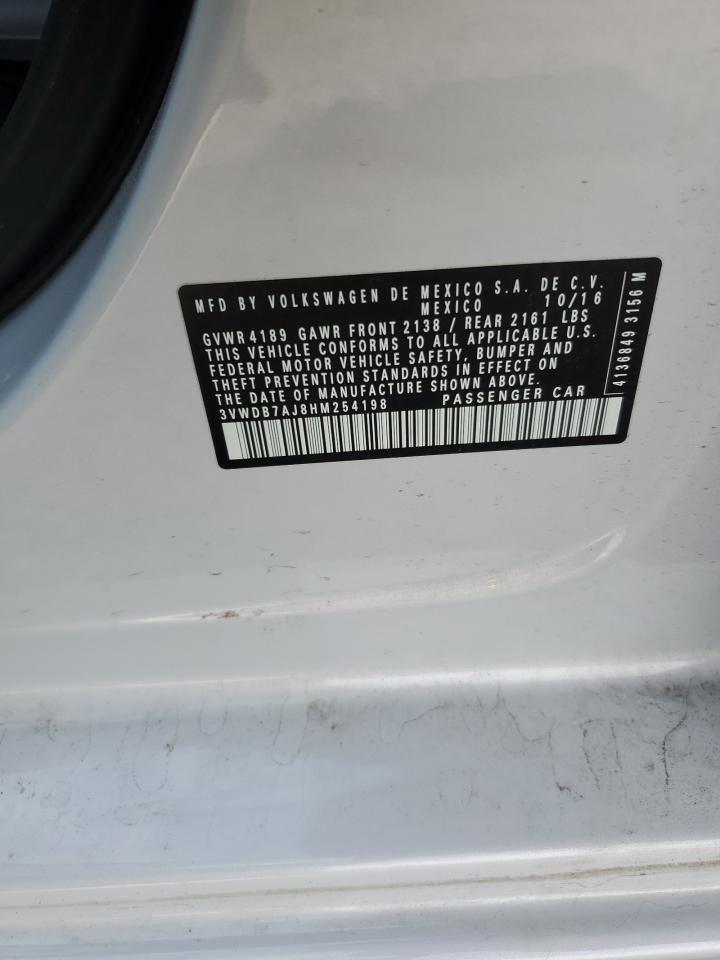 MFD BY VOLKSWAGEN DE MEXICO S.A. DE C.V.
MEXICO 10/16
GVWR 4189 GAWR FRONT 2138 / REAR 2161 LBS
THIS VEHICLE CONFORMS TO ALL APPLICABLE U.S.
FEDERAL MOTOR VEHICLE SAFETY, BUMPER AND
THEFT PREVENTION STANDARDS IN EFFECT ON
THE DATE OF MANUFACTURE SHOWN ABOVE.
3VWDB7AJ8HM254198 PASSENGER CAR
4136849 3156 M